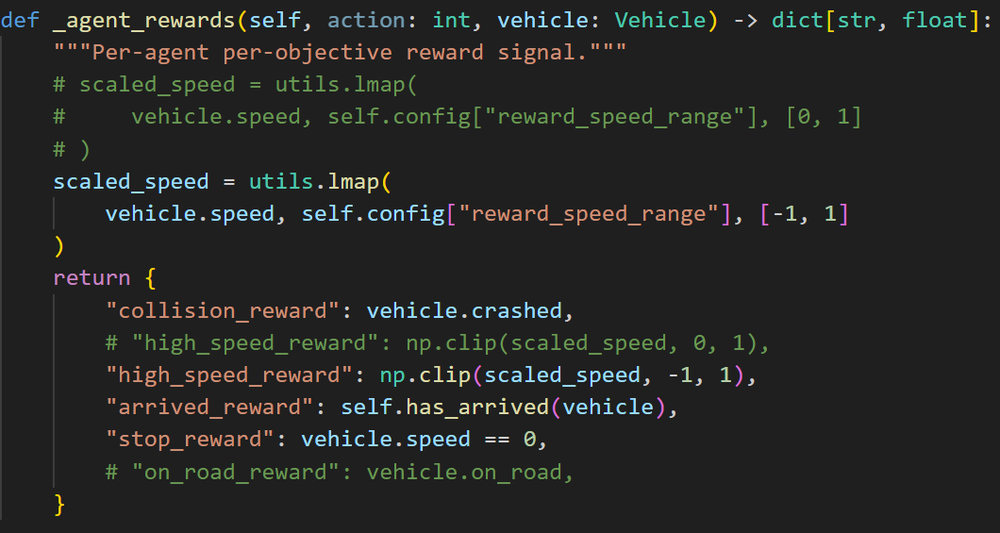 def _agent_rewards(self, action: int, vehicle: Vehicle) -> dict[str, float]:
    """Per-agent per-objective reward signal."""
    # scaled_speed = utils.lmap(
    #     vehicle.speed, self.config["reward_speed_range"], [0, 1]
    # )
    scaled_speed = utils.lmap(
        vehicle.speed, self.config["reward_speed_range"], [-1, 1]
    )
    return {
        "collision_reward": vehicle.crashed,
        # "high_speed_reward": np.clip(scaled_speed, 0, 1),
        "high_speed_reward": np.clip(scaled_speed, -1, 1),
        "arrived_reward": self.has_arrived(vehicle),
        "stop_reward": vehicle.speed == 0,
        # "on_road_reward": vehicle.on_road,
    }